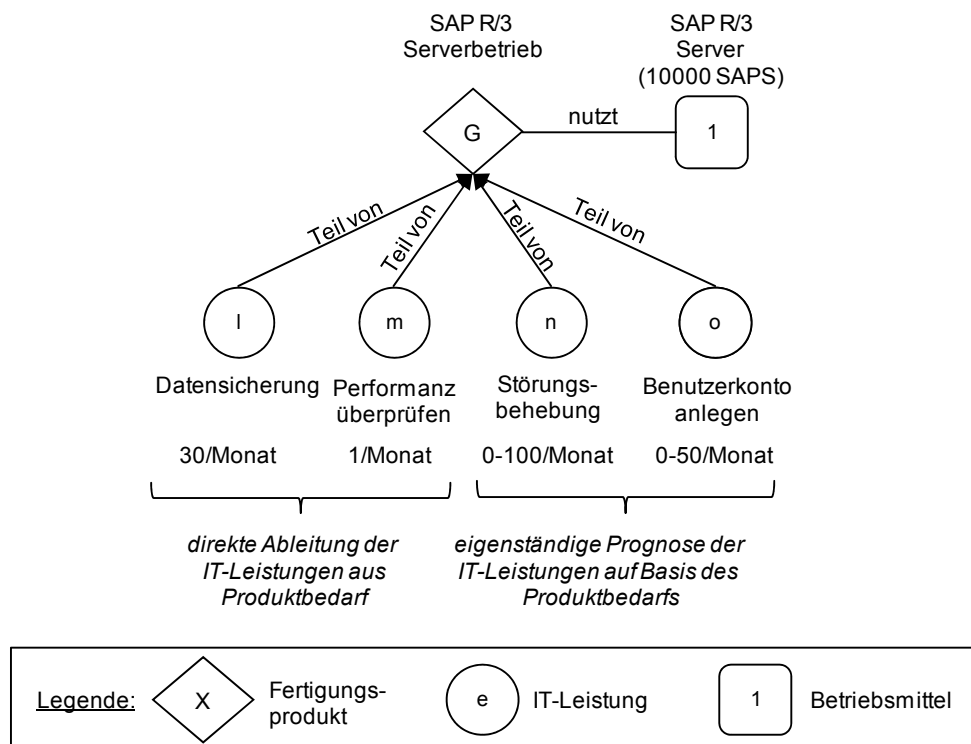 SAP R/3
Serverbetrieb
SAP R/3
Server
(10000 SAPS)
G
nutzt
1
Teil von
Teil von
Teil von
Teil von
l
m
n
o
Datensicherung
Performanz
überprüfen
Störungs-
behebung
Benutzerkonto
anlegen
30/Monat
1/Monat
0-100/Monat
0-50/Monat
direkte Ableitung der
IT-Leistungen aus
Produktbedarf
eigenständige Prognose der
IT-Leistungen auf Basis des
Produktbedarfs
Legende:
X
Fertigungs-
produkt
e
IT-Leistung
1
Betriebsmittel